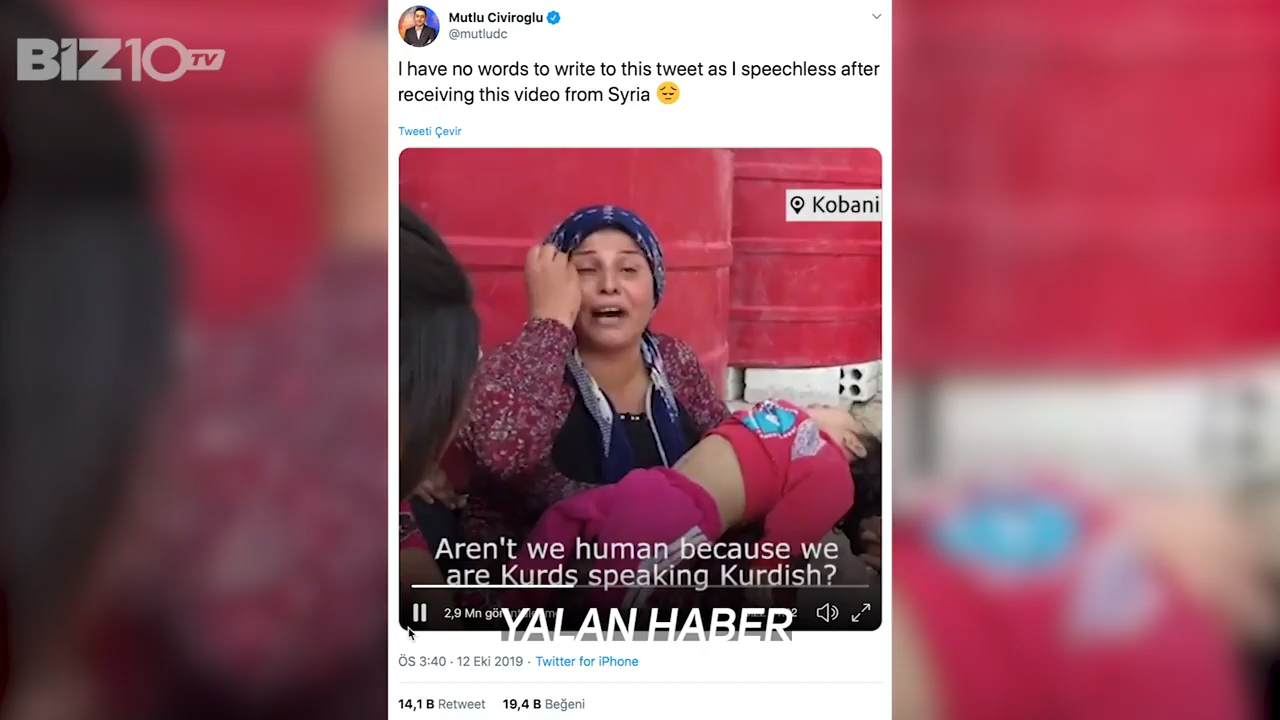 BİZ10 TV
Mutlu Civiroglu
@mutludc
I have no words to write to this tweet as I speechless after
receiving this video from Syria 😔
Tweeti Çevir
Kobani
Aren't we human because we
are Kurds speaking Kurdish?
2,9 Mn
YALAN HABER
ÖS 3:40 · 12 Eki 2019 · Twitter for iPhone
14,1 B Retweet 19,4 B Beğeni